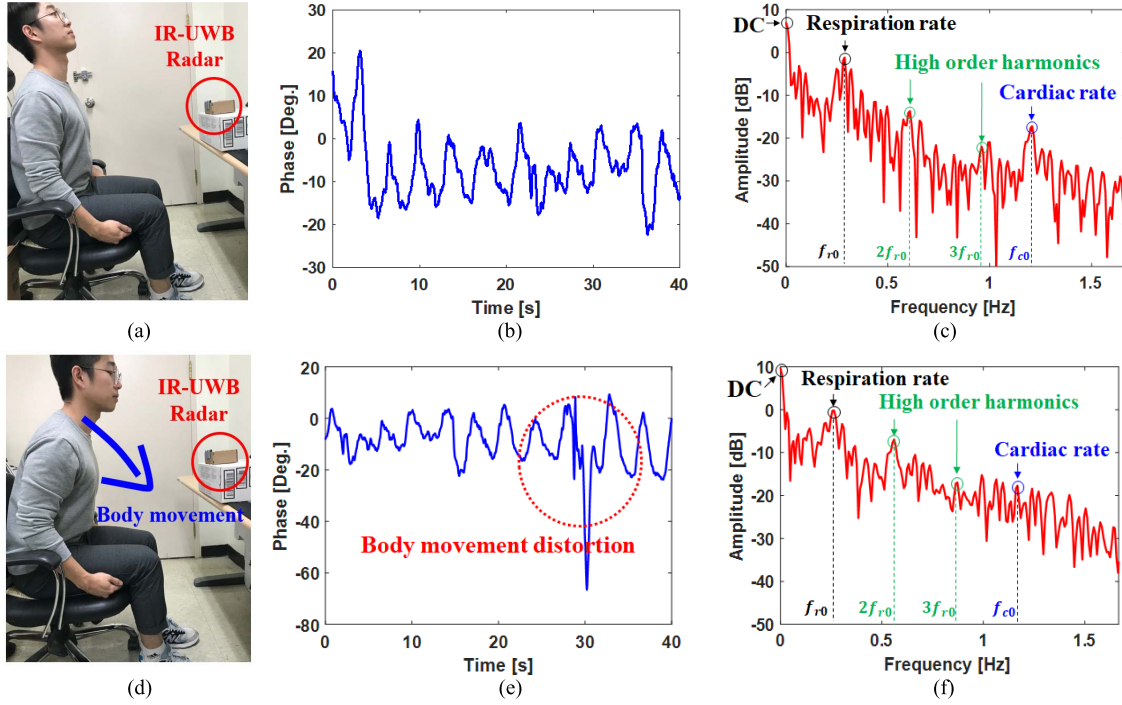 IR-UWB
Radar
(a)
30
20
10
0
-10
-20
-30
0
10
20
30
40
Phase [Deg.]
Time [s]
(b)
DC
Respiration rate
High order harmonics
Cardiac rate
0
-10
-20
-30
-40
-50
0
0.5
1
1.5
fr0
2fr0
3fr0
fc0
Amplitude [dB]
Frequency [Hz]
(c)
IR-UWB
Radar
Body movement
(d)
20
0
-20
-40
-60
-80
0
10
20
30
40
Phase [Deg.]
Body movement distortion
Time [s]
(e)
DC
Respiration rate
High order harmonics
Cardiac rate
10
0
-10
-20
-30
-40
-50
0
0.5
1
1.5
fr0
2fr0
3fr0
fc0
Amplitude [dB]
Frequency [Hz]
(f)